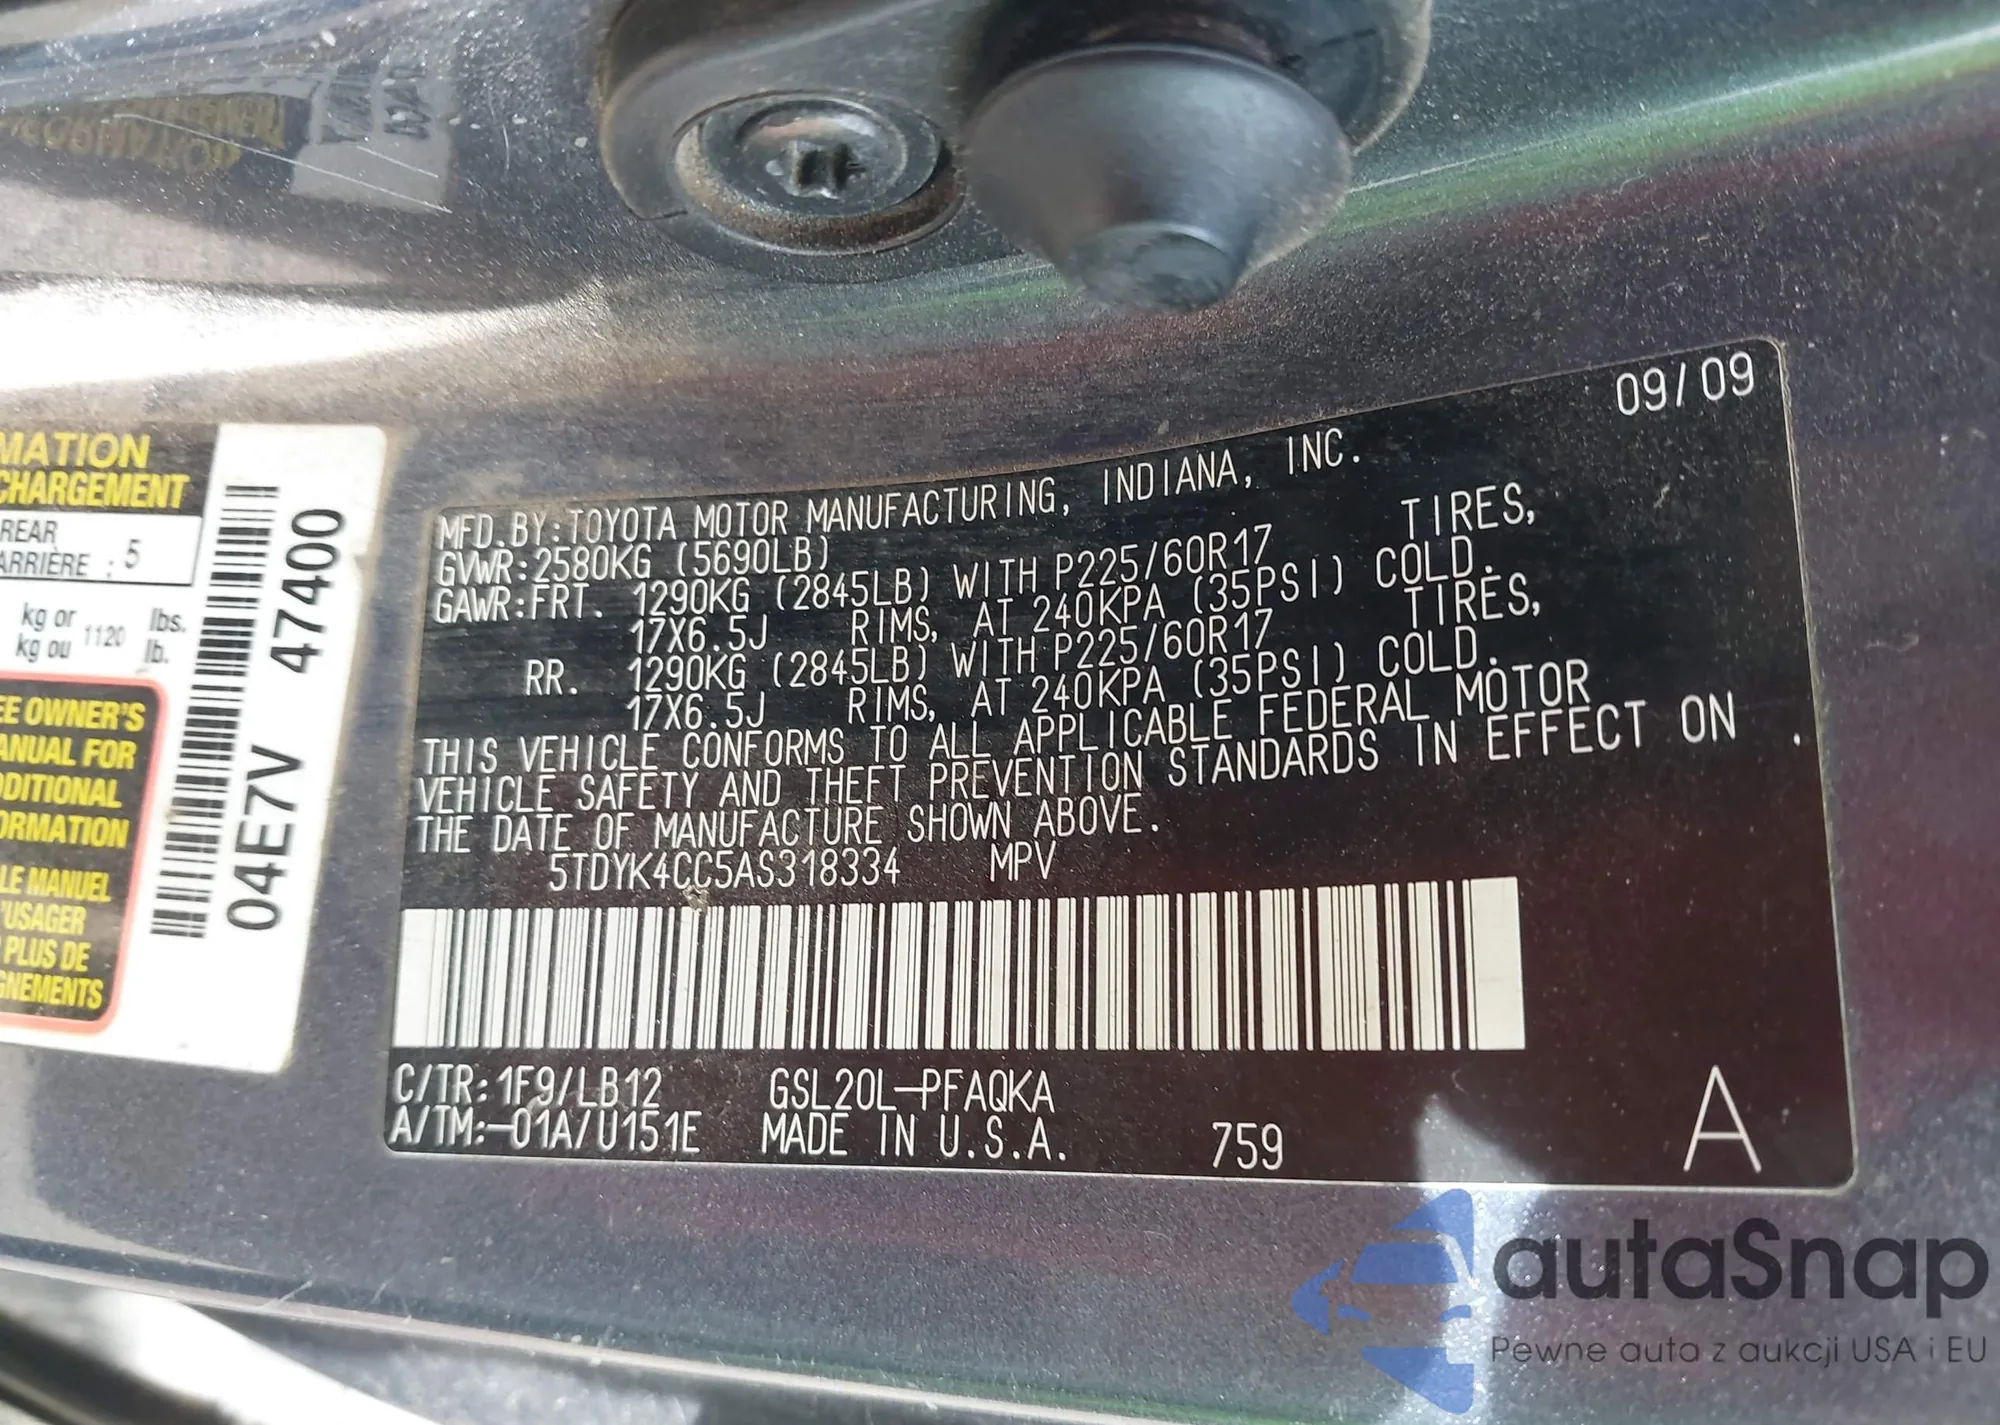 MATION
CHARGEMENT
REAR
ARRIÈRE : 5
kg or
kg ou 1120 lbs.
lb.
EE OWNER'S
ANUAL FOR
DDITIONAL
ORMATION
LE MANUEL
'USAGER
PLUS DE
GNEMENTS
04E7V 47400
09/09
MFD.BY:TOYOTA MOTOR MANUFACTURING, INDIANA, INC.
GVWR:2580KG (5690LB)
GAWR:FRT. 1290KG (2845LB) WITH P225/60R17 TIRES,
17X6.5J RIMS, AT 240KPA (35PSI) COLD.
RR. 1290KG (2845LB) WITH P225/60R17 TIRES,
17X6.5J RIMS, AT 240KPA (35PSI) COLD.
THIS VEHICLE CONFORMS TO ALL APPLICABLE FEDERAL MOTOR
VEHICLE SAFETY AND THEFT PREVENTION STANDARDS IN EFFECT ON
THE DATE OF MANUFACTURE SHOWN ABOVE.
5TDYK4CC5AS318334 MPV
C/TR:1F9/LB12 GSL20L-PFAQKA
A/TM:-01A/U151E MADE IN U.S.A. 759 A
autaSnap
Pewne auta z aukcji USA i EU